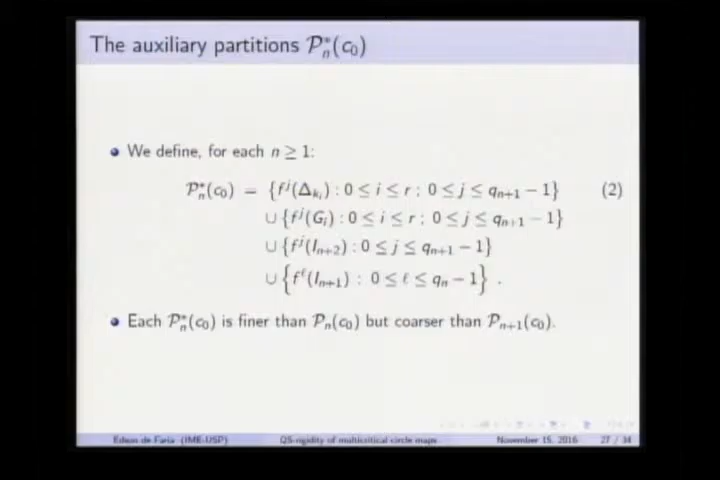 The auxiliary partitions 𝒫*ₙ(c₀)
We define, for each n ≥ 1:
𝒫*ₙ(c₀) = {fʲ(Δₖᵢ) : 0 ≤ i ≤ r ; 0 ≤ j ≤ qₙ₊₁ − 1} (2)
∪ {fʲ(Gᵢ) : 0 ≤ i ≤ r ; 0 ≤ j ≤ qₙ₊₁ − 1}
∪ {fʲ(Iₙ₊₂) : 0 ≤ j ≤ qₙ₊₁ − 1}
∪ {f^ℓ(Iₙ₊₁) : 0 ≤ ℓ ≤ qₙ − 1} .
Each 𝒫*ₙ(c₀) is finer than 𝒫ₙ(c₀) but coarser than 𝒫ₙ₊₁(c₀).
Edson de Faria (IME-USP) QS-rigidity of multicritical circle maps November 15, 2016 27 / 34